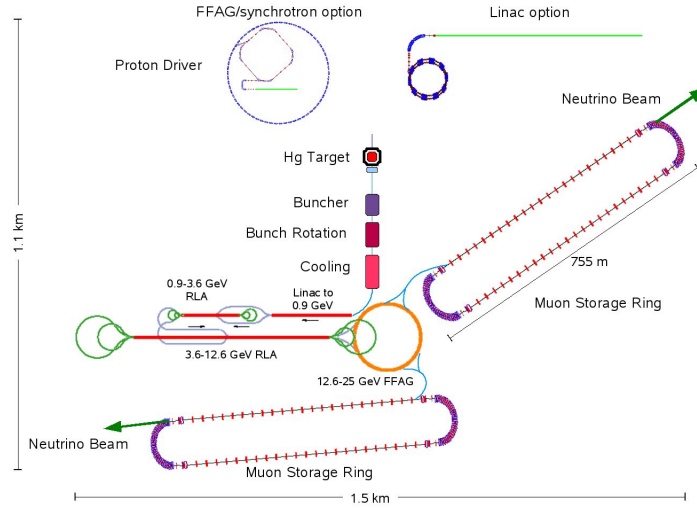 FFAG/synchrotron option
Linac option
Proton Driver
Neutrino Beam
Hg Target
Buncher
Bunch Rotation
Cooling
1.1 km
755 m
0.9-3.6 GeV
RLA
Linac to
0.9 GeV
Muon Storage Ring
3.6-12.6 GeV RLA
12.6-25 GeV FFAG
Neutrino Beam
Muon Storage Ring
1.5 km